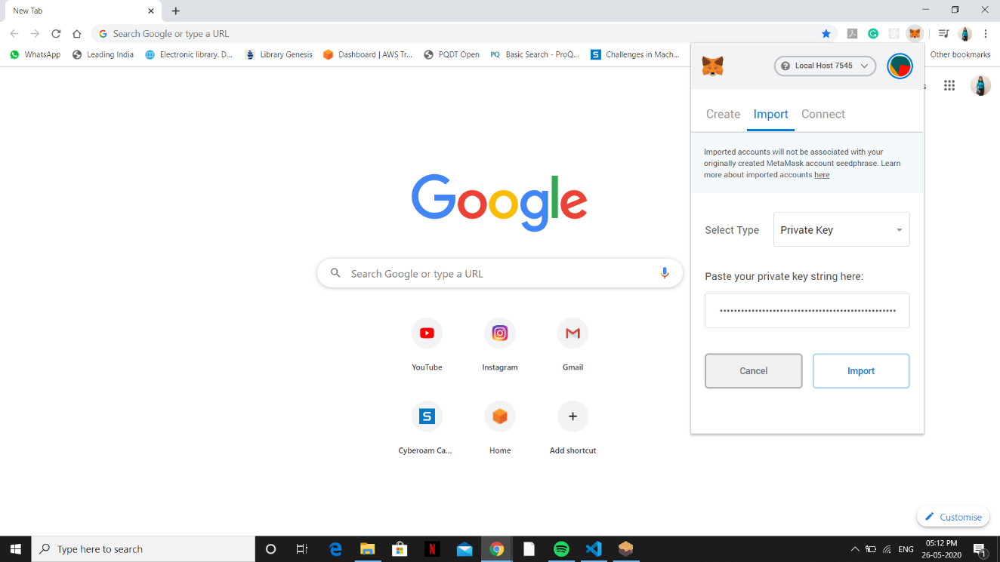 New Tab
Search Google or type a URL
WhatsApp
Leading India
Electronic library. D...
Library Genesis
Dashboard | AWS Tr...
PQDT Open
PQ Basic Search - ProQ...
Challenges in Mach...
Other bookmarks
Local Host 7545
Create Import Connect
Imported accounts will not be associated with your
originally created MetaMask account seedphrase. Learn
more about imported accounts here
Select Type Private Key
Paste your private key string here:
Cancel Import
Google
Search Google or type a URL
YouTube Instagram Gmail
Cyberoam Ca... Home Add shortcut
Customise
Type here to search
ENG
05:12 PM
26-05-2020
1